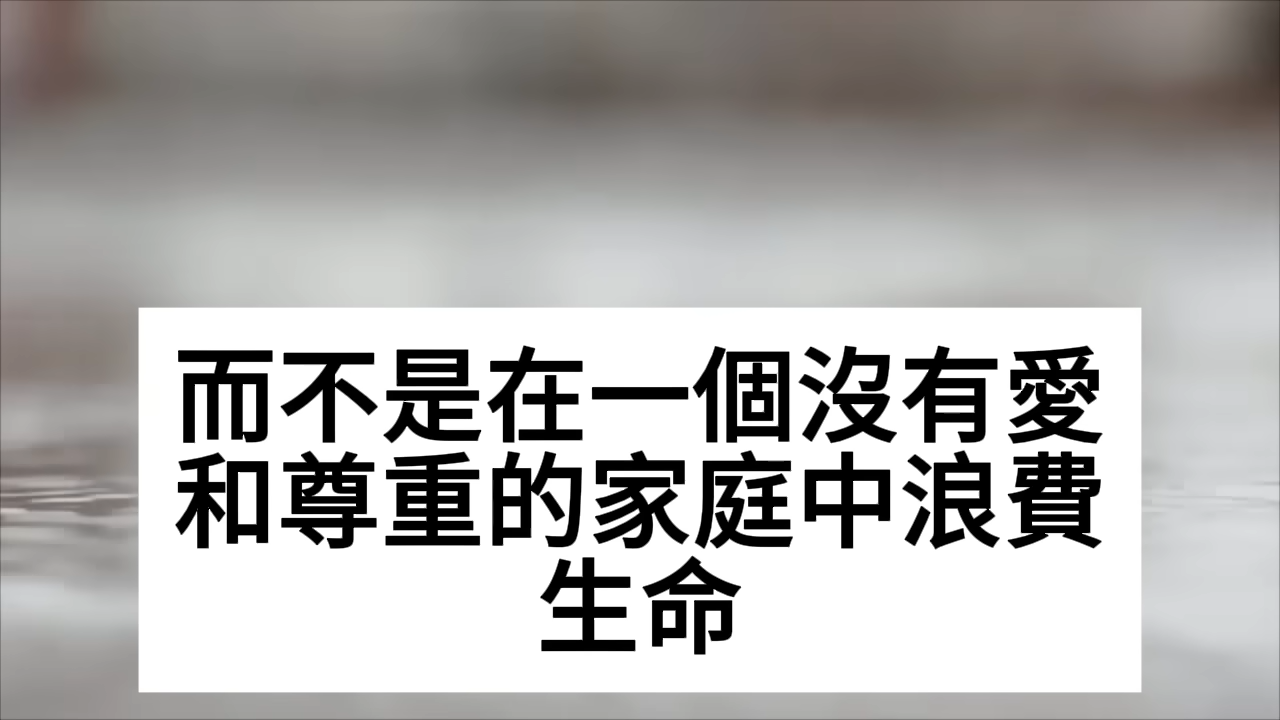 而不是在一個沒有愛
和尊重的家庭中浪費
生命